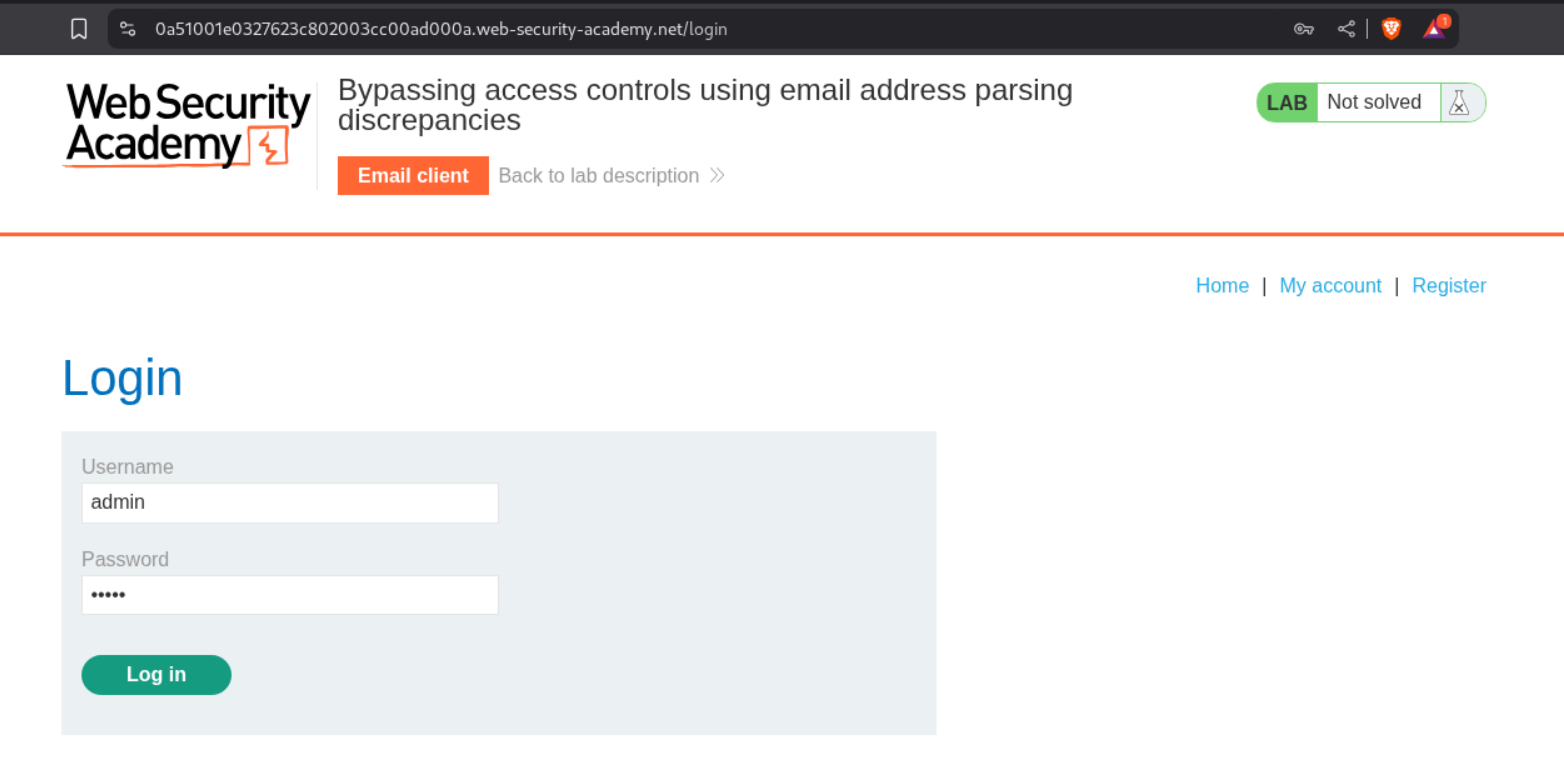 0a51001e0327623c802003cc00ad000a.web-security-academy.net/login
1
Web Security
Academy
Bypassing access controls using email address parsing
discrepancies
LAB Not solved
Email client Back to lab description
Home | My account | Register
Login
Username
admin
Password
•••••
Log in